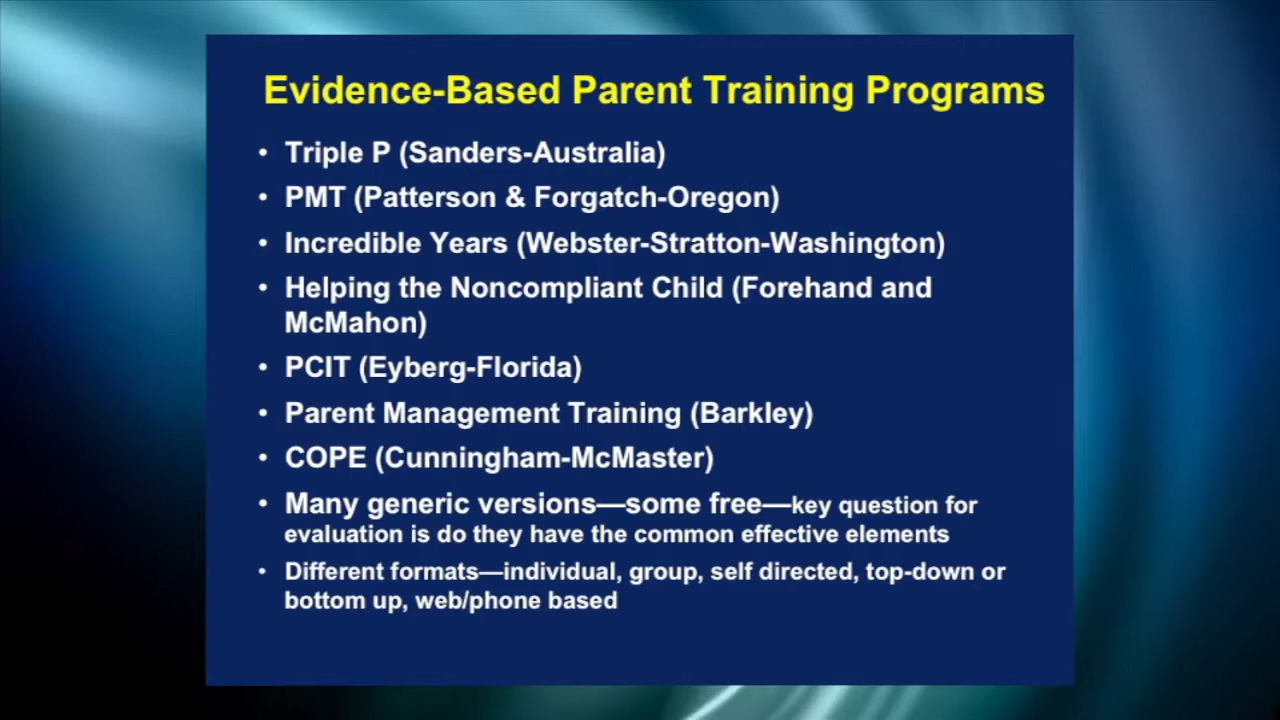 Evidence-Based Parent Training Programs
• Triple P (Sanders-Australia)
• PMT (Patterson & Forgatch-Oregon)
• Incredible Years (Webster-Stratton-Washington)
• Helping the Noncompliant Child (Forehand and
McMahon)
• PCIT (Eyberg-Florida)
• Parent Management Training (Barkley)
• COPE (Cunningham-McMaster)
• Many generic versions—some free—key question for
evaluation is do they have the common effective elements
• Different formats—individual, group, self directed, top-down or
bottom up, web/phone based